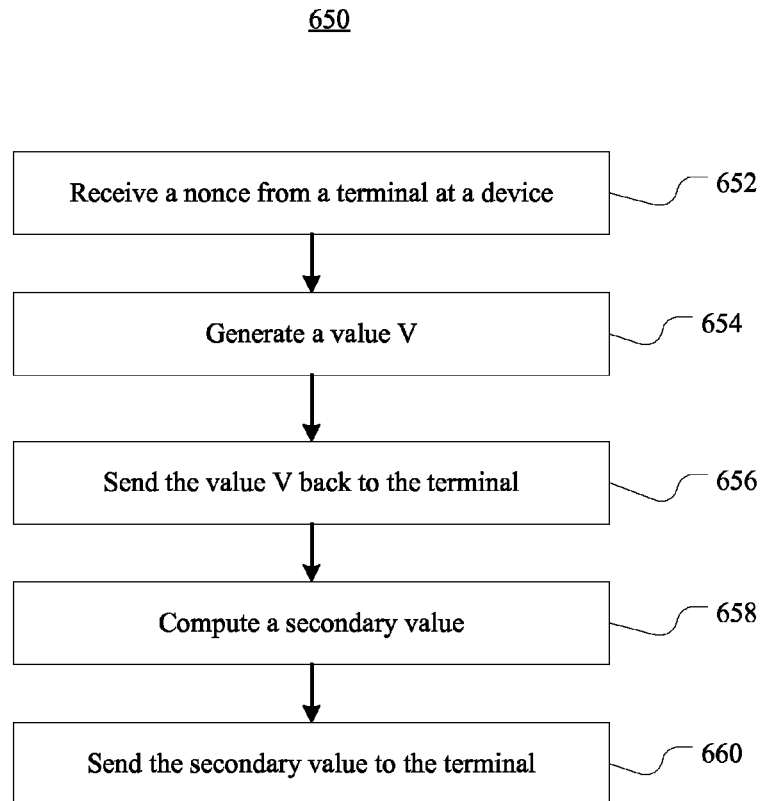 650
Receive a nonce from a terminal at a device
652
Generate a value V
654
Send the value V back to the terminal
656
Compute a secondary value
658
Send the secondary value to the terminal
660